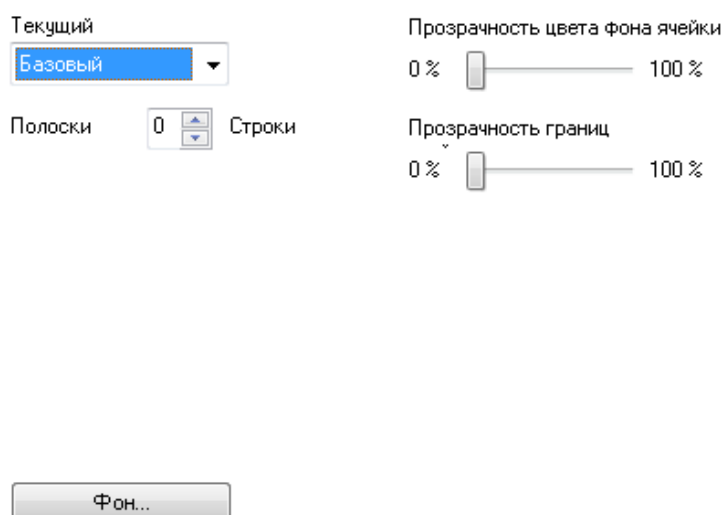 Текущий
Прозрачность цвета фона ячейки
Базовый
0 %
100 %
Полоски
0
Строки
Прозрачность границ
0 %
100 %
Фон...